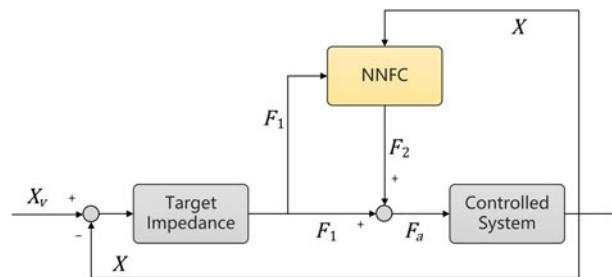 X
NNFC
F₁
F₂
+
Xᵥ
+
Target
Impedance
Controlled
System
−
F₁
+
Fₐ
X